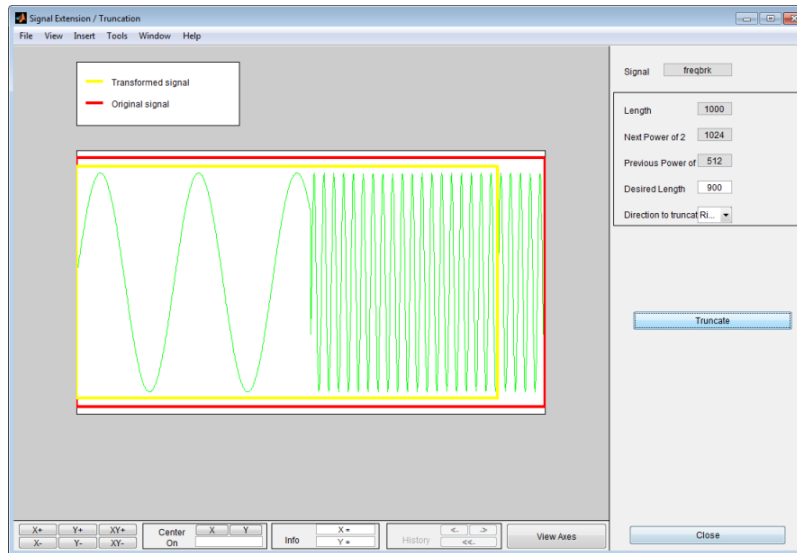 Signal Extension / Truncation
File View Insert Tools Window Help
Transformed signal
Original signal
Signal freqbrk
Length 1000
Next Power of 2 1024
Previous Power of 512
Desired Length 900
Direction to truncat Ri...
Truncate
X+ Y+ XY+
X- Y- XY-
Center On X Y
Info X = Y =
History <. .> <<.
View Axes
Close